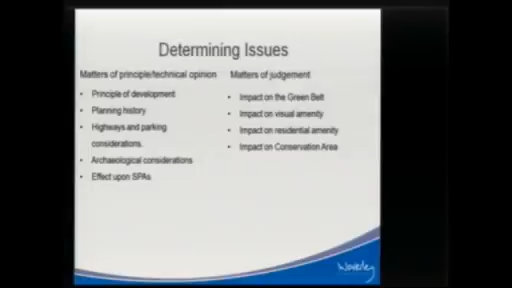 Determining Issues
Matters of principle/technical opinion
• Principle of development
• Planning history
• Highways and parking
considerations.
• Archaeological considerations
• Effect upon SPAs
Matters of judgement
• Impact on the Green Belt
• Impact on visual amenity
• Impact on residential amenity
• Impact on Conservation Area
Waverley